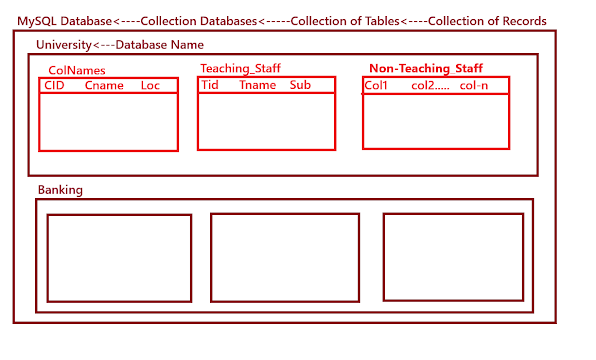 MySQL Database<----Collection Databases<-----Collection of Tables<----Collection of Records
University<---Database Name
ColNames Teaching_Staff Non-Teaching_Staff
CID Cname Loc Tid Tname Sub Col1 col2..... col-n
Banking